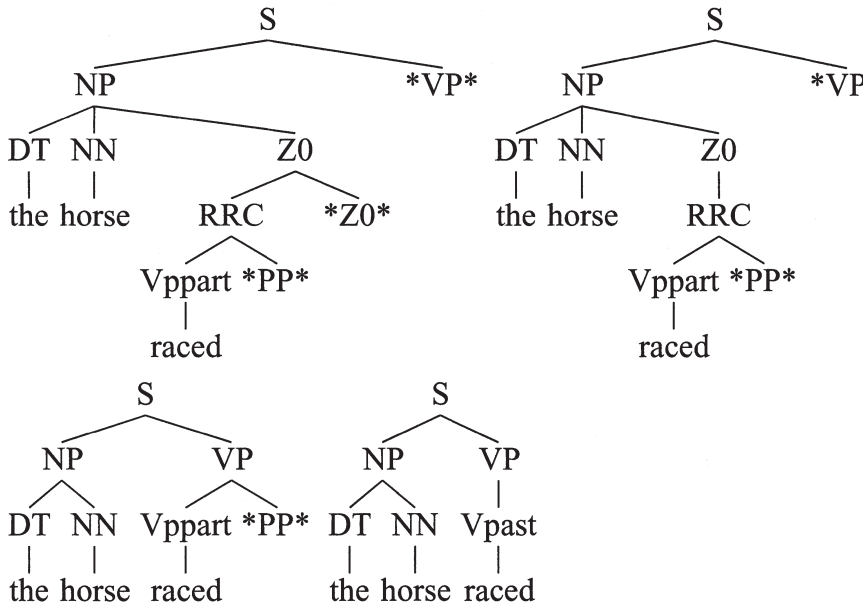 S S
NP *VP* NP *VP
DT NN Z0 DT NN Z0
the horse RRC *Z0* the horse RRC
Vppart *PP* Vppart *PP*
raced raced
S S
NP VP NP VP
DT NN Vppart *PP* DT NN Vpast
the horse raced the horse raced